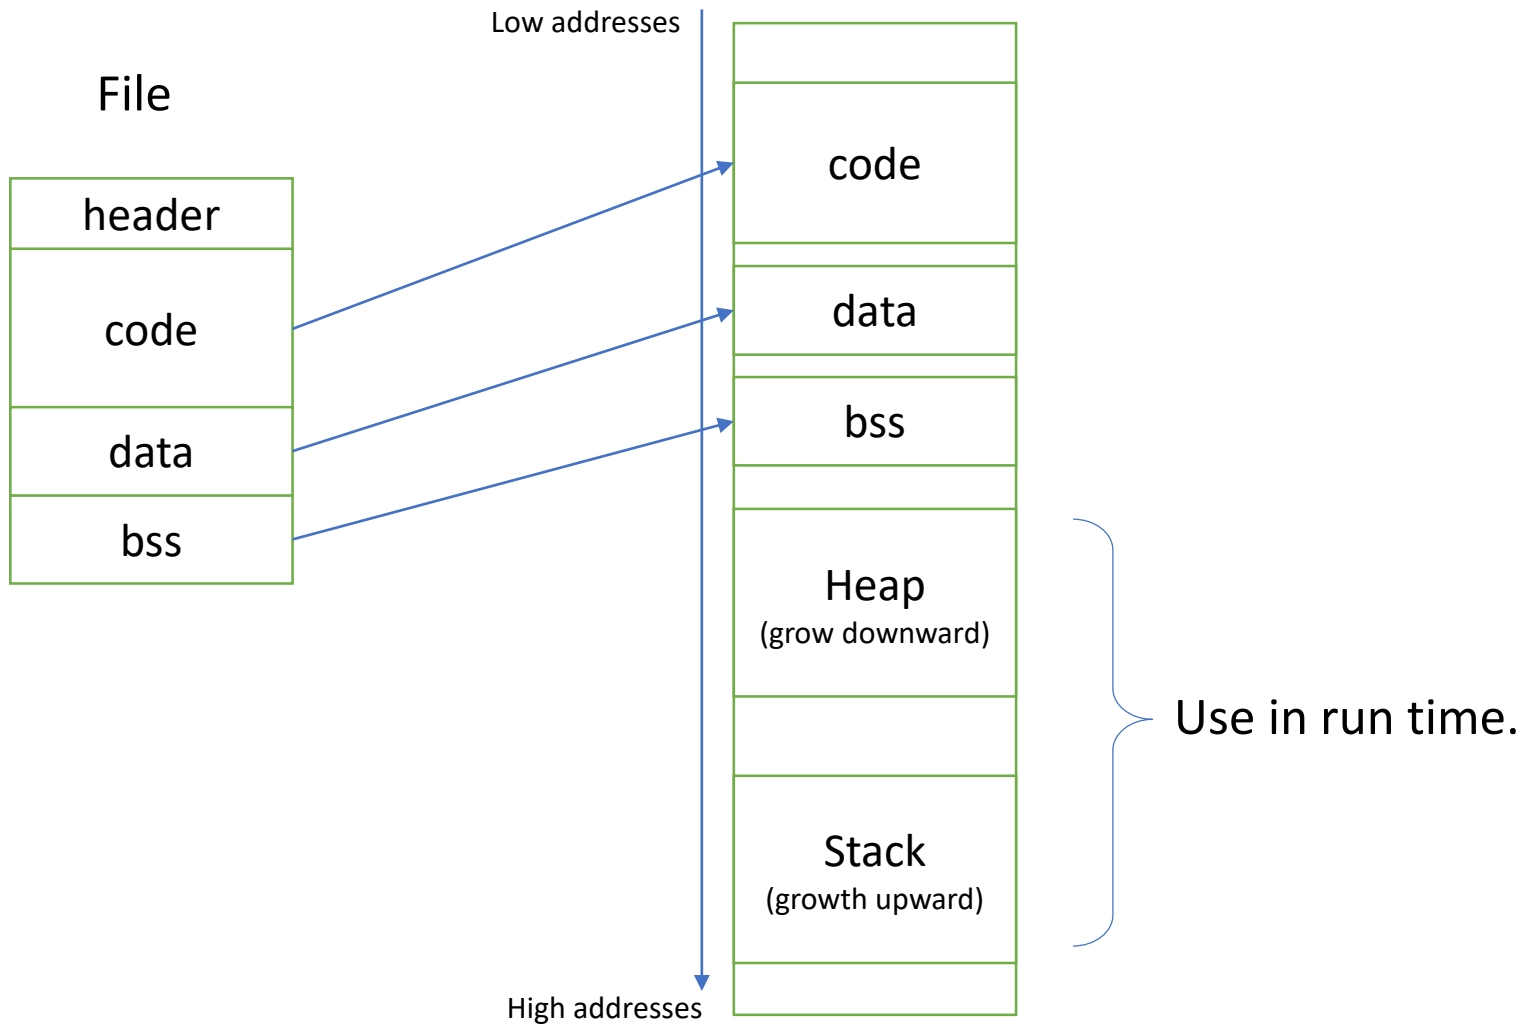 Low addresses
File
header
code
data
bss
code
data
bss
Heap
(grow downward)
Stack
(growth upward)
Use in run time.
High addresses